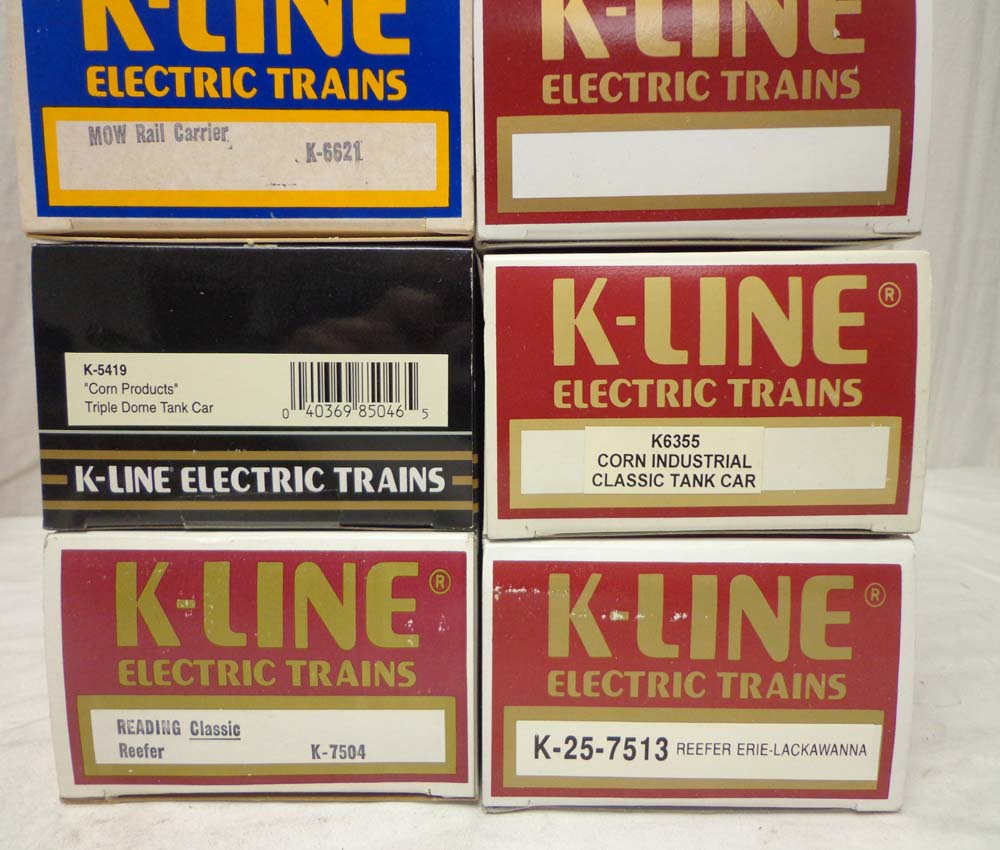 K-LINE
ELECTRIC TRAINS
MOW Rail Carrier
K-6621
K-LINE
ELECTRIC TRAINS
K-5419
"Corn Products"
Triple Dome Tank Car
0 40369 85046 5
K-LINE ELECTRIC TRAINS
K-LINE®
ELECTRIC TRAINS
K6355
CORN INDUSTRIAL
CLASSIC TANK CAR
K-LINE®
ELECTRIC TRAINS
READING Classic
Reefer K-7504
K-LINE®
ELECTRIC TRAINS
K-25-7513 REEFER ERIE-LACKAWANNA